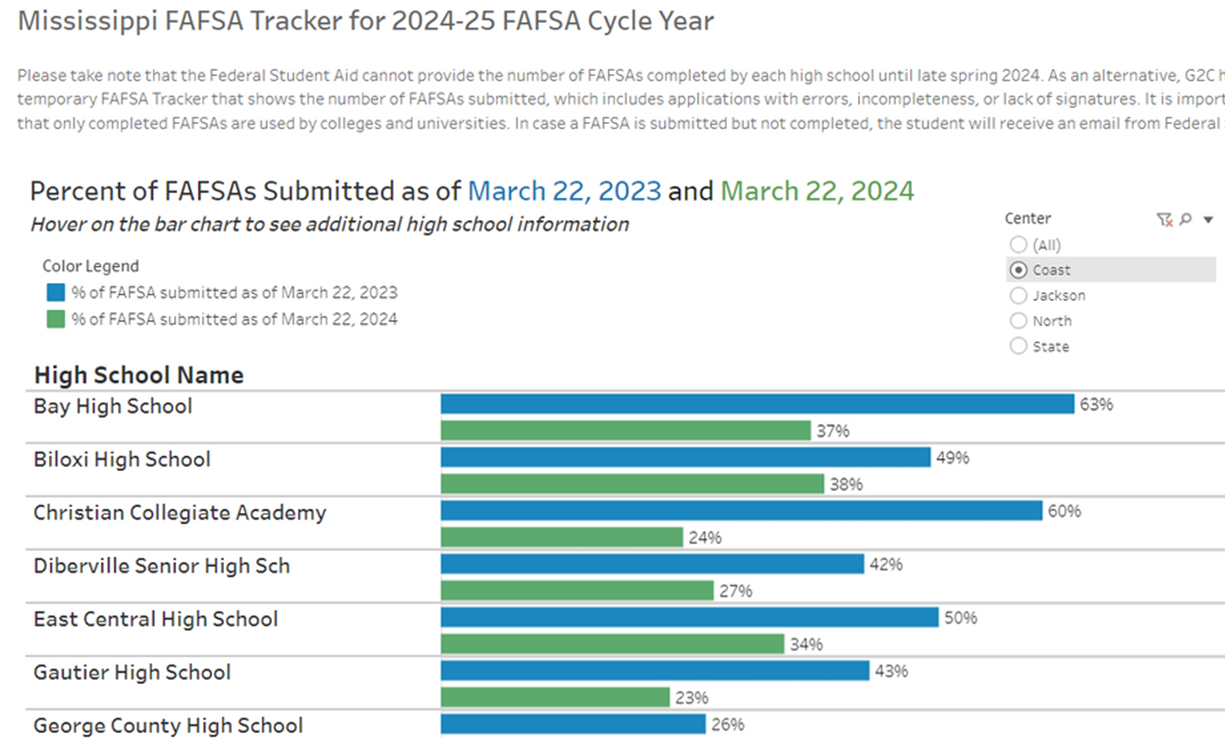 Mississippi FAFSA Tracker for 2024-25 FAFSA Cycle Year
Please take note that the Federal Student Aid cannot provide the number of FAFSAs completed by each high school until late spring 2024. As an alternative, G2C
temporary FAFSA Tracker that shows the number of FAFSAs submitted, which includes applications with errors, incompleteness, or lack of signatures. It is
that only completed FAFSAs are used by colleges and universities. In case a FAFSA is submitted but not completed, the student will receive an email from Federal
Percent of FAFSAs Submitted as of March 22, 2023 and March 22, 2024
Hover on the bar chart to see additional high school information
Center
(All)
Coast
Jackson
North
State
Color Legend
% of FAFSA submitted as of March 22, 2023
% of FAFSA submitted as of March 22, 2024
High School Name
Bay High School
63%
37%
Biloxi High School
49%
38%
Christian Collegiate Academy
60%
24%
Diberville Senior High Sch
42%
27%
East Central High School
50%
34%
Gautier High School
43%
23%
George County High School
26%